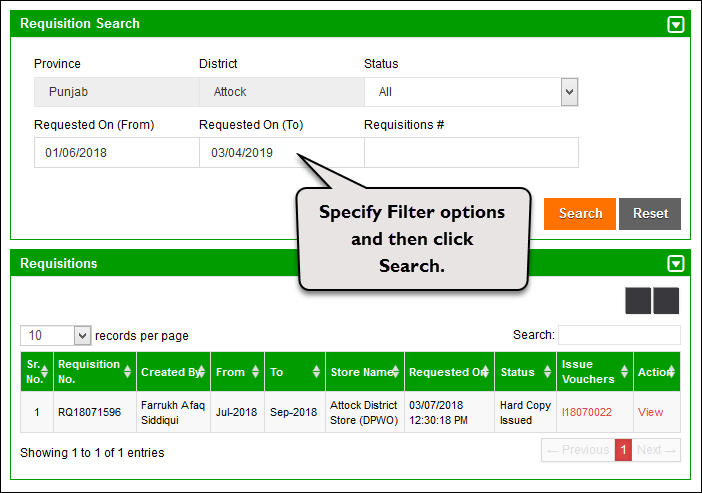 Requisition Search
Province District Status
Punjab Attock All
Requested On (From) Requested On (To) Requisitions #
01/06/2018 03/04/2019
Specify Filter options
and then click
Search.
Search Reset
Requisitions
10 records per page Search:
Sr. No. Requisition No. Created By From To Store Name Requested On Status Issue Vouchers Action
1 RQ18071596 Farrukh Afaq Siddiqui Jul-2018 Sep-2018 Attock District Store (DPWO) 03/07/2018 12:30:18 PM Hard Copy Issued I18070022 View
Showing 1 to 1 of 1 entries
← Previous 1 Next →